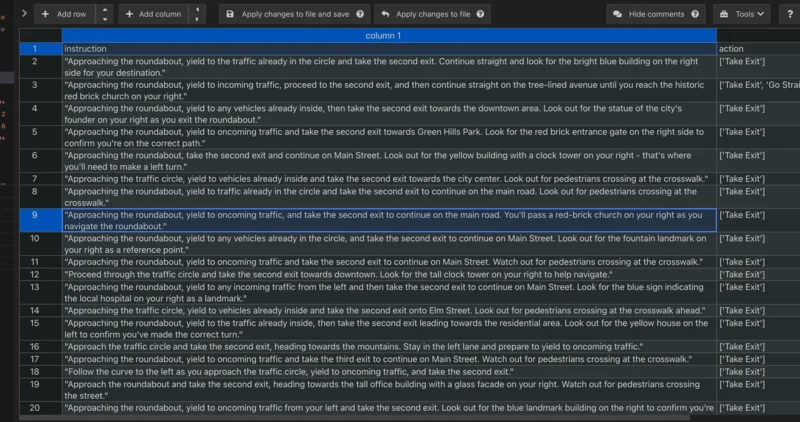 Add row
Add column
Apply changes to file and save
Apply changes to file
Hide comments
Tools
?
column 1
1 instruction action
2 "Approaching the roundabout, yield to the traffic already in the circle and take the second exit. Continue straight and look for the bright blue building on the right ['Take Exit']
side for your destination."
3 "Approaching the roundabout, yield to incoming traffic, proceed to the second exit, and then continue straight on the tree-lined avenue until you reach the historic ['Take Exit', 'Go Strai
red brick church on your right."
4 "Approaching the roundabout, yield to any vehicles already inside, then take the second exit towards the downtown area. Look out for the statue of the city's ['Take Exit']
founder on your right as you exit the roundabout."
5 "Approaching the roundabout, yield to oncoming traffic and take the second exit towards Green Hills Park. Look for the red brick entrance gate on the right side to ['Take Exit']
confirm you're on the correct path."
6 "Approaching the roundabout, take the second exit and continue on Main Street. Look out for the yellow building with a clock tower on your right - that's where ['Take Exit']
you'll need to make a left turn."
7 "Approaching the traffic circle, yield to vehicles already inside and take the second exit towards the city center. Look out for pedestrians crossing at the crosswalk." ['Take Exit']
8 "Approaching the roundabout, yield to traffic already in the circle and take the second exit to continue on the main road. Look out for pedestrians crossing at the ['Take Exit']
crosswalk."
9 "Approaching the roundabout, yield to oncoming traffic, and take the second exit to continue on the main road. You'll pass a red-brick church on your right as you ['Take Exit']
navigate the roundabout."
10 "Approaching the roundabout, yield to any vehicles already in the circle, and take the second exit to continue on Main Street. Look out for the fountain landmark on ['Take Exit']
your right as a reference point."
11 "Approaching the roundabout, yield to oncoming traffic and take the second exit to continue on Main Street. Watch out for pedestrians crossing at the crosswalk." ['Take Exit']
12 "Proceed through the traffic circle and take the second exit towards downtown. Look for the tall clock tower on your right to help navigate." ['Take Exit']
13 "Approaching the roundabout, yield to any incoming traffic from the left and then take the second exit to continue on Main Street. Look for the blue sign indicating ['Take Exit']
the local hospital on your right as a landmark."
14 "Approaching the traffic circle, yield to vehicles already inside and take the second exit onto Elm Street. Look out for pedestrians crossing at the crosswalk ahead." ['Take Exit']
15 "Approaching the roundabout, yield to the traffic already inside, then take the second exit leading towards the residential area. Look out for the yellow house on the ['Take Exit']
left to confirm you've made the correct turn."
16 "Approach the traffic circle and take the second exit, heading towards the mountains. Stay in the left lane and prepare to yield to oncoming traffic." ['Take Exit']
17 "Approaching the roundabout, yield to oncoming traffic and take the third exit to continue on Main Street. Watch out for pedestrians crossing at the crosswalk." ['Take Exit']
18 "Follow the curve to the left as you approach the traffic circle, yield to oncoming traffic, and take the second exit." ['Take Exit']
19 "Approach the roundabout and take the second exit, heading towards the tall office building with a glass facade on your right. Watch out for pedestrians crossing ['Take Exit']
the street."
20 "Approaching the roundabout, yield to oncoming traffic from your left and take the second exit. Look out for the blue landmark building on the right to confirm you're ['Take Exit']